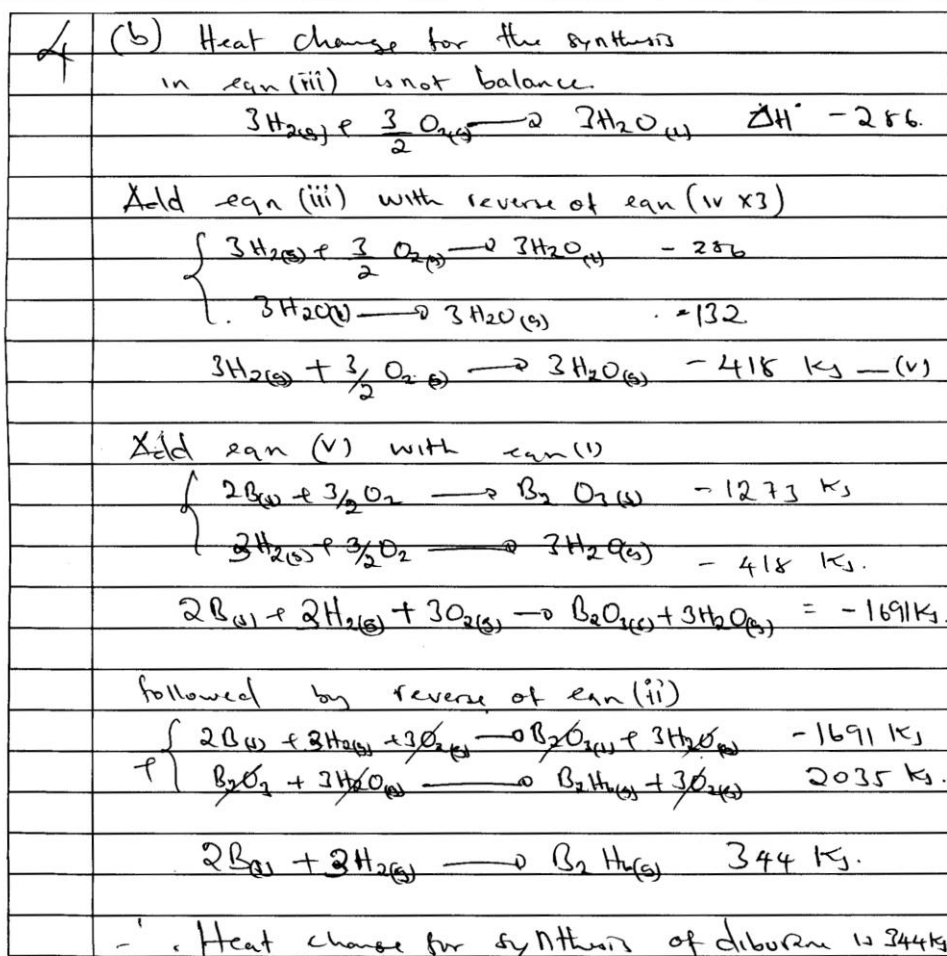 4 (b) Heat change for the synthesis
in eqn (iii) is not balance.
3H₂(g) + 3/2 O₂(g) → 3H₂O (l) ΔH° -286.
Add eqn (iii) with reverse of eqn (iv x3)
3H₂(g) + 3/2 O₂(g) → 3H₂O(l) - 286
3H₂O(l) → 3H₂O(g) -132
3H₂(g) + 3/2 O₂(g) → 3H₂O(g) - 418 KJ — (v)
Add eqn (v) with eqn (i)
2B(s) + 3/2 O₂ → B₂ O₃(s) - 1273 KJ
3H₂(g) + 3/2 O₂ → 3H₂O(g) - 418 KJ.
2B(s) + 3H₂(g) + 3O₂(g) → B₂O₃(s) + 3H₂O(g) = -1691KJ.
followed by reverse of eqn (ii)
+ 2B(s) + 3H₂(g) + 3O₂(g) → B₂O₃(s) + 3H₂O(g) -1691 KJ
B₂O₃ + 3H₂O(g) → B₂H₆(g) + 3O₂(g) 2035 KJ.
2B(s) + 3H₂(g) → B₂ H₆(g) 344 KJ.
∴ Heat change for synthesis of diborane is 344KJ